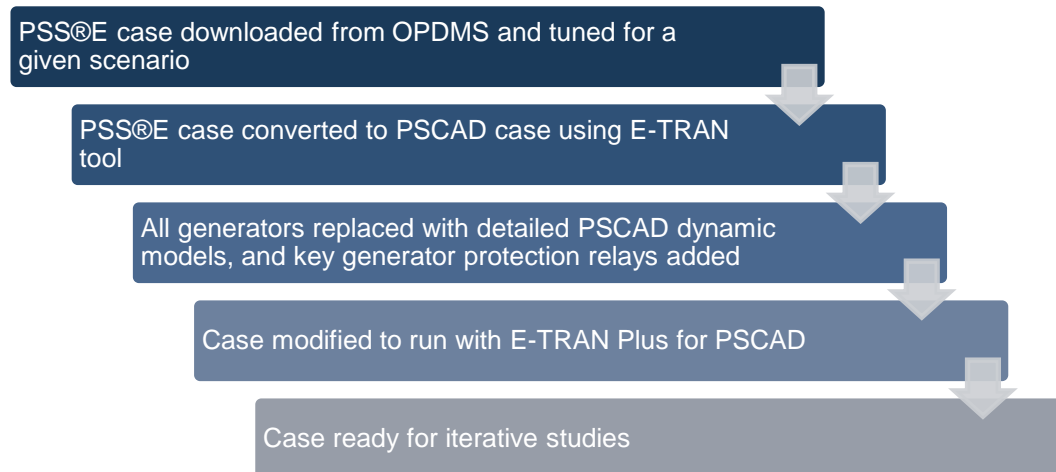 PSS®E case downloaded from OPDMS and tuned for a
given scenario
PSS®E case converted to PSCAD case using E-TRAN
tool
All generators replaced with detailed PSCAD dynamic
models, and key generator protection relays added
Case modified to run with E-TRAN Plus for PSCAD
Case ready for iterative studies